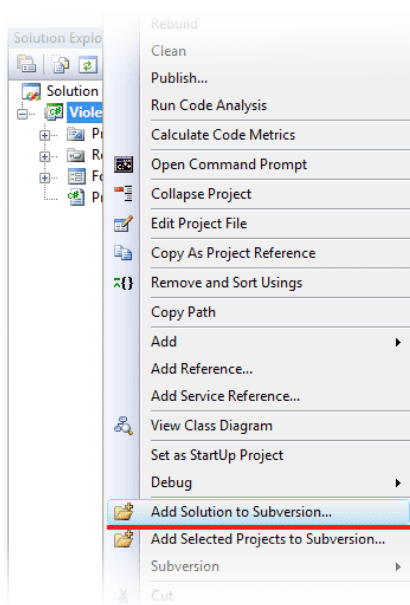 Rebuild
Solution Explo
Clean
Publish...
Solution
Run Code Analysis
Viole
Calculate Code Metrics
Open Command Prompt
Collapse Project
Edit Project File
Copy As Project Reference
Remove and Sort Usings
Copy Path
Add
Add Reference...
Add Service Reference...
View Class Diagram
Set as StartUp Project
Debug
Add Solution to Subversion...
Add Selected Projects to Subversion...
Subversion
Cut